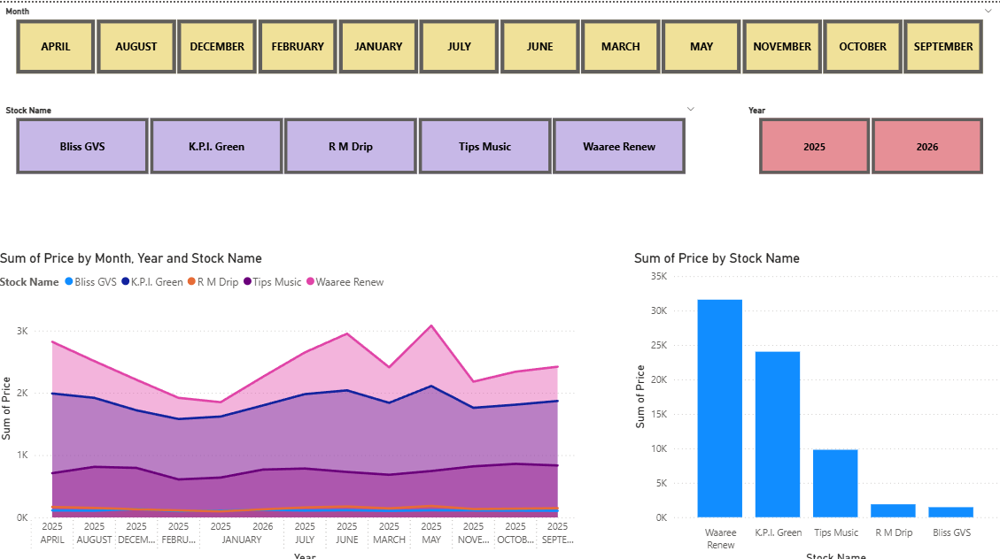 Month
APRIL AUGUST DECEMBER FEBRUARY JANUARY JULY JUNE MARCH MAY NOVEMBER OCTOBER SEPTEMBER
Stock Name
Bliss GVS K.P.I. Green R M Drip Tips Music Waaree Renew
Year
2025 2026
Sum of Price by Month, Year and Stock Name
Stock Name Bliss GVS K.P.I. Green R M Drip Tips Music Waaree Renew
Sum of Price
3K
2K
1K
0K
2025 2025 2025 2025 2025 2026 2025 2025 2025 2025 2025 2025 2025
APRIL AUGUST DECEM... FEBRU... JANUARY JULY JUNE MARCH MAY NOVE... OCTOB... SEPTE...
Year
Sum of Price by Stock Name
Sum of Price
35K
30K
25K
20K
15K
10K
5K
0K
Waaree Renew K.P.I. Green Tips Music R M Drip Bliss GVS
Stock Name